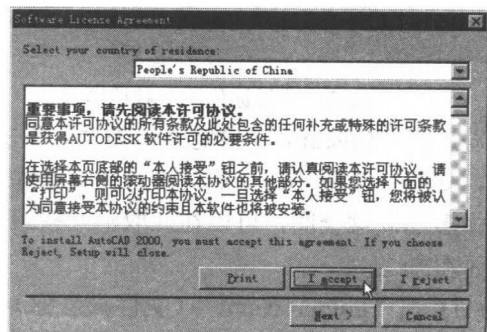 Software License Agreement
Select your country of residence:
People's Republic of China
重要事项，请先阅读本许可协议。
同意本许可协议的所有条款及此处包含的任何补充或特殊的许可条款
是获得AUTODESK 软件许可的必要条件。
在选择本页底部的“本人接受”钮之前，请认真阅读本许可协议。请
使用屏幕右侧的滚动器阅读本协议的其他部分。如果您选择下面的
“打印”，则可以打印本协议。一旦选择“本人接受”钮，您将被认
为同意接受本协议的约束且本软件也将被安装。
To install AutoCAD 2000, you must accept this agreement. If you choose
Reject, Setup will close.
Print
I accept
I reject
Next >
Cancel